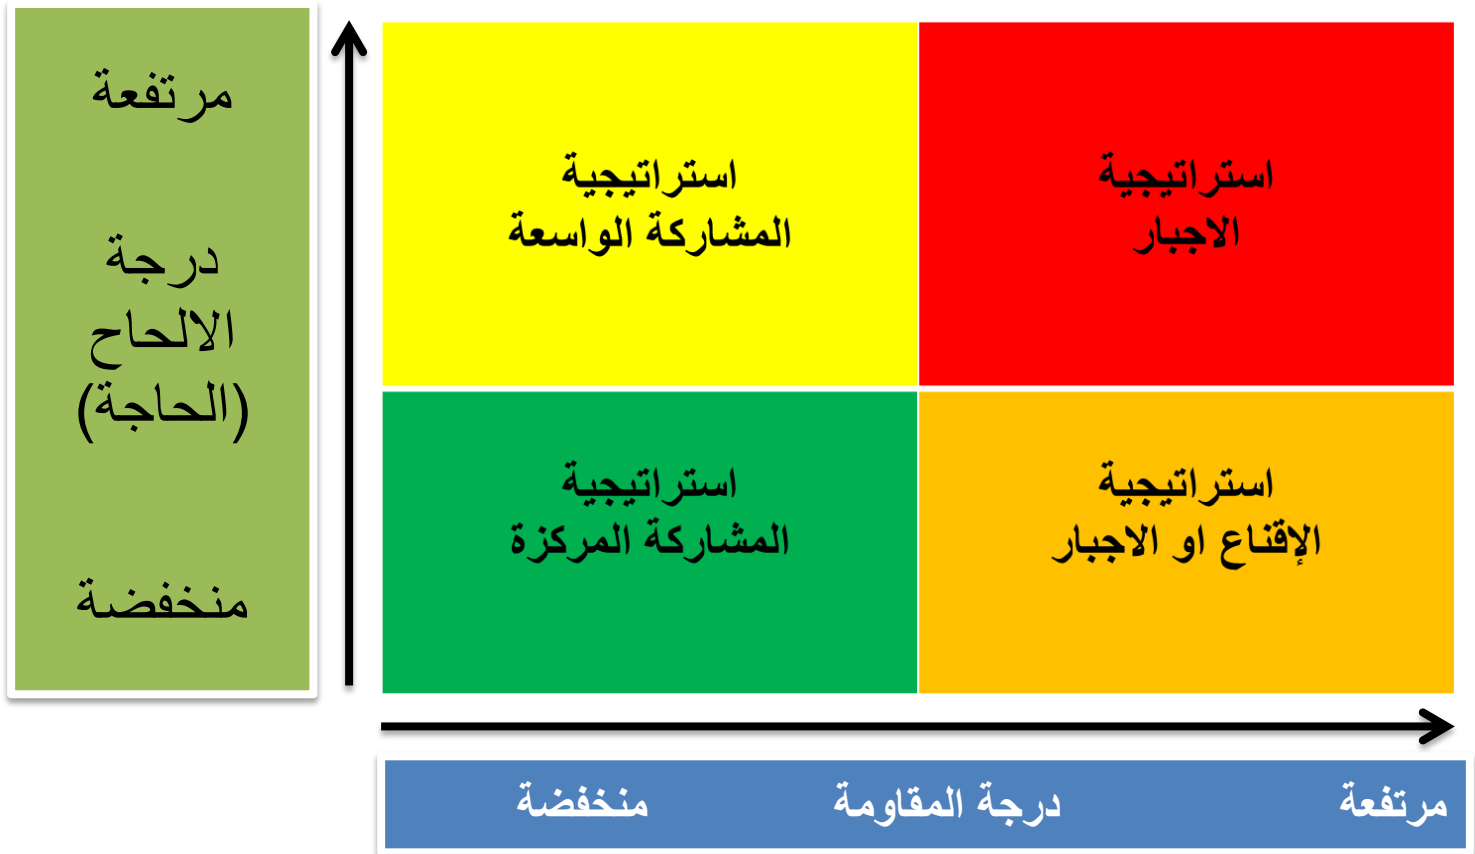 مرتفعة
درجة
الالحاح
(الحاجة)
منخفضة
استراتيجية
الاجبار
استراتيجية
المشاركة الواسعة
استراتيجية
الإقناع او الاجبار
استراتيجية
المشاركة المركزة
مرتفعة
درجة المقاومة
منخفضة